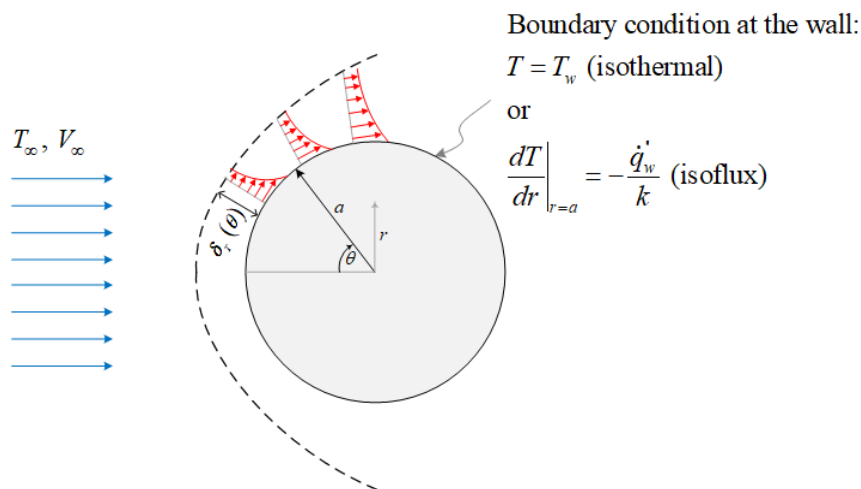 Boundary condition at the wall:
T = T_w (isothermal)
or
dT/dr|_{r=a} = -q̇'_w/k (isoflux)
T_∞, V_∞
δ_T(θ)
a
r
θ